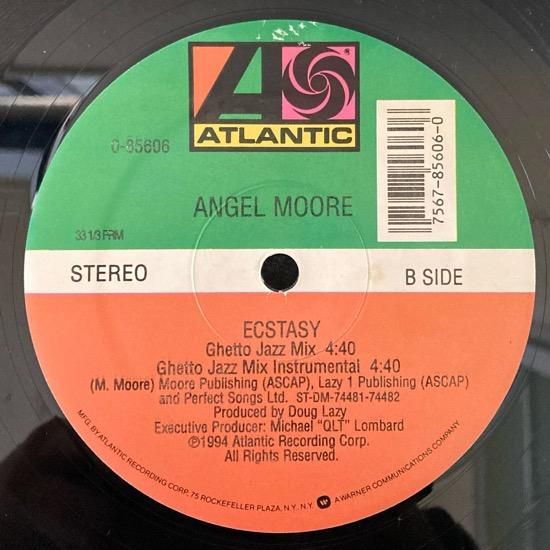 ATLANTIC
0-85606
7567-85606-0
ANGEL MOORE
33 1/3 RPM
STEREO
B SIDE
ECSTASY
Ghetto Jazz Mix 4:40
Ghetto Jazz Mix Instrumental 4:40
(M. Moore) Moore Publishing (ASCAP), Lazy 1 Publishing (ASCAP)
and Perfect Songs Ltd. ST-DM-74481-74482
Produced by Doug Lazy
Executive Producer: Michael "QLT" Lombard
℗1994 Atlantic Recording Corp.
All Rights Reserved.
MFG. BY ATLANTIC RECORDING CORP., 75 ROCKEFELLER PLAZA, N.Y. N.Y. A WARNER COMMUNICATIONS COMPANY